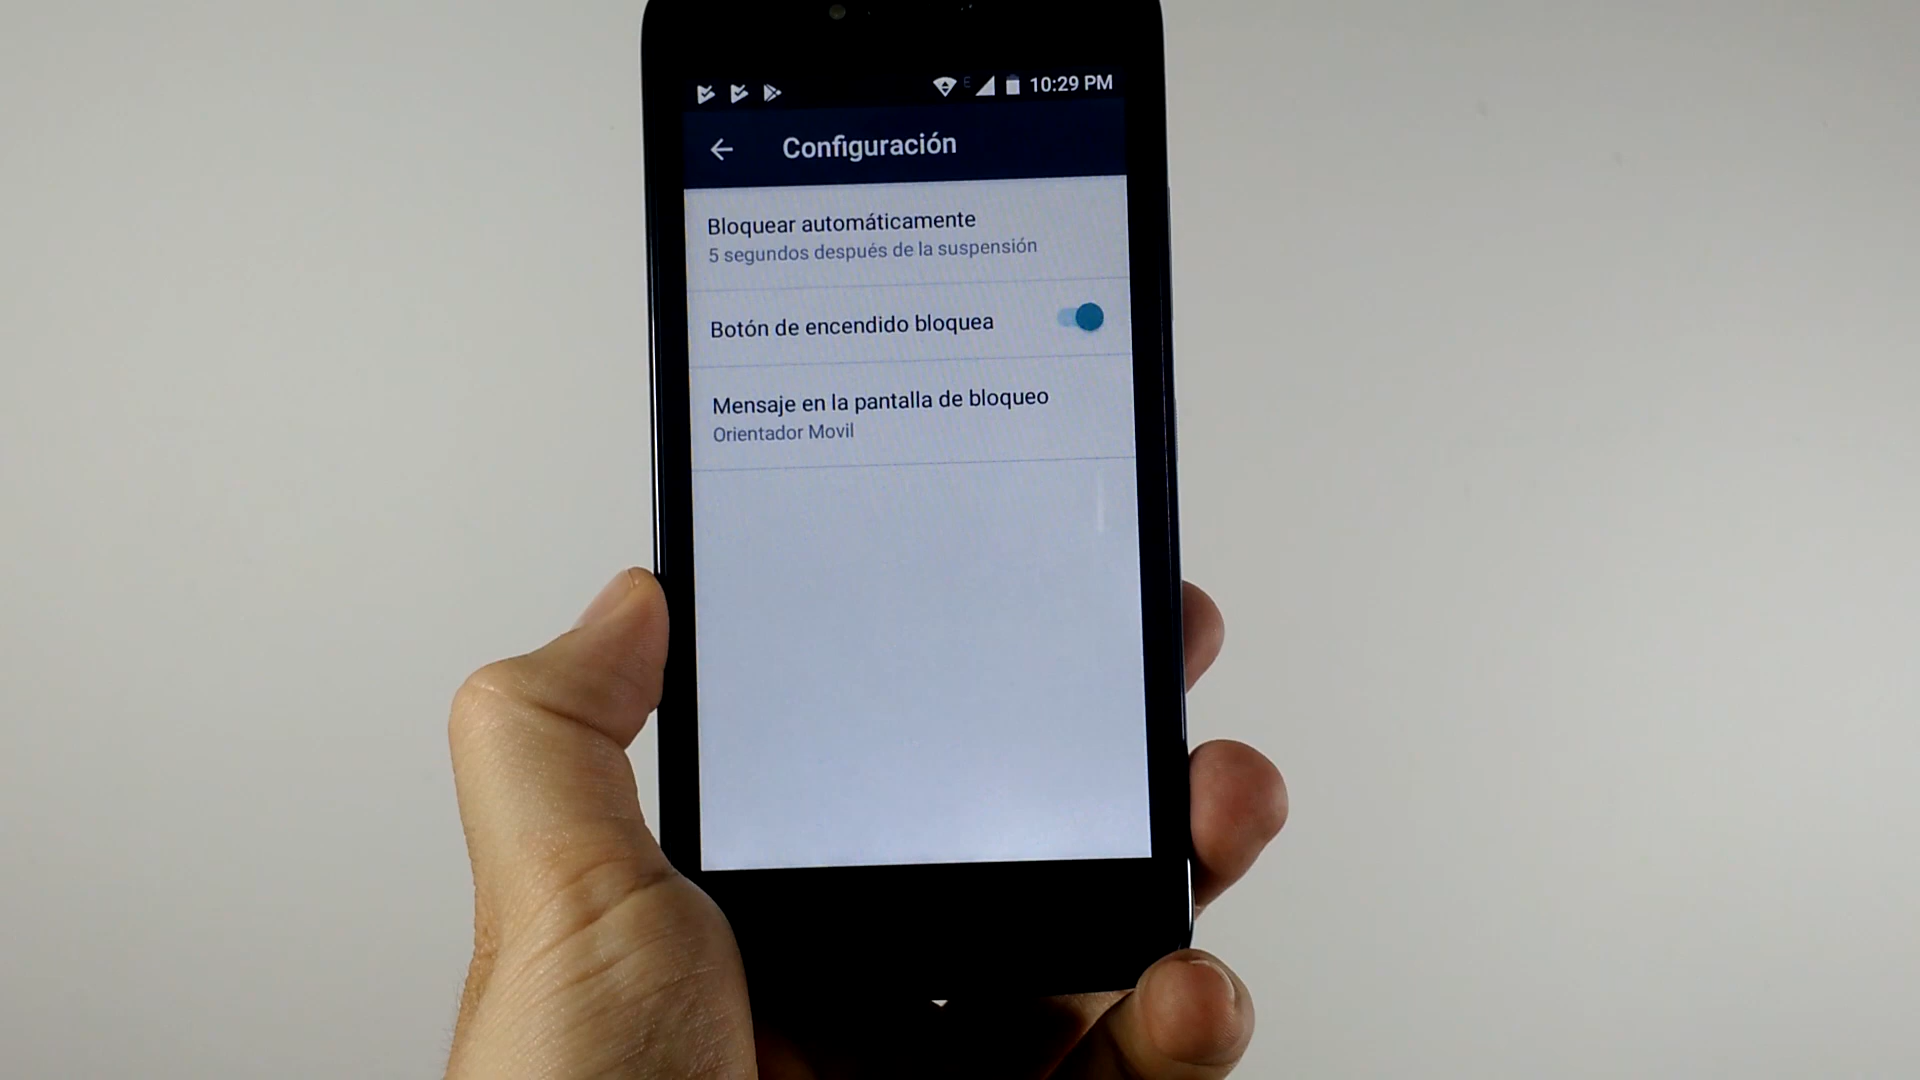 E 10:29 PM
Configuración
Bloquear automáticamente
5 segundos después de la suspensión
Botón de encendido bloquea
Mensaje en la pantalla de bloqueo
Orientador Movil